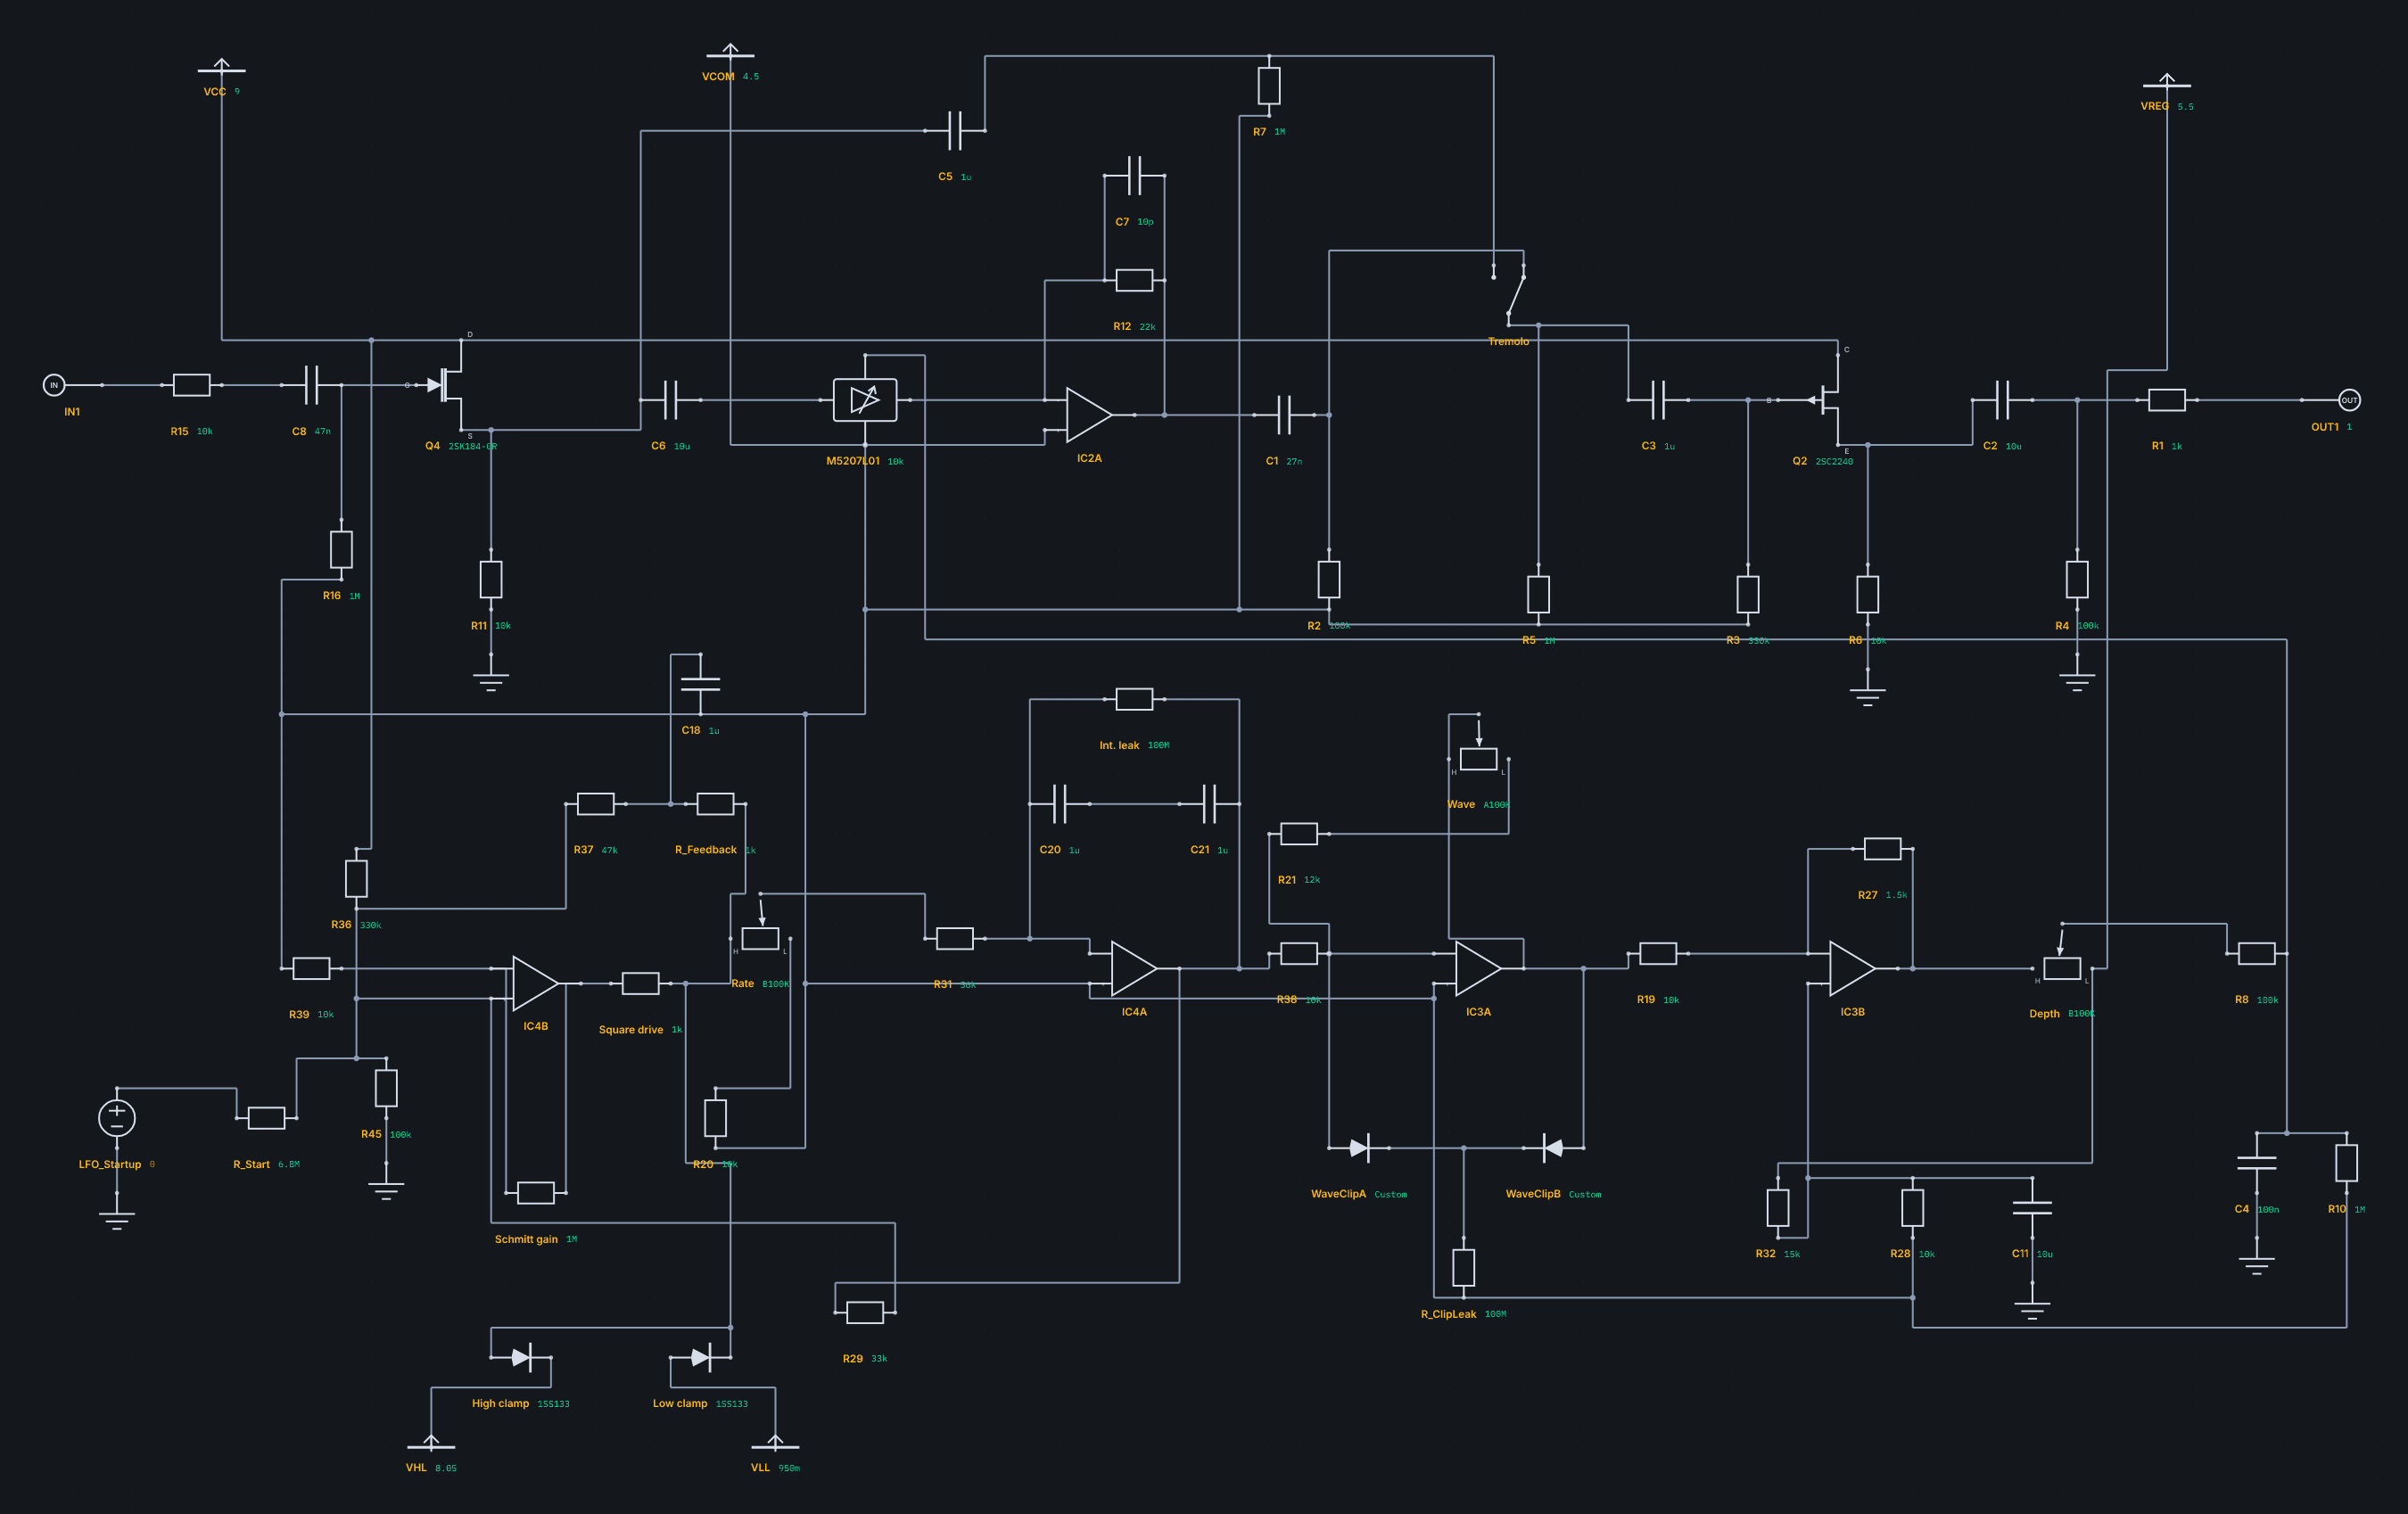 VCOM 4.5
VCC 9
VREG 5.5
R7 1M
C5 1u
C7 10p
R12 22k
D
Tremolo
C
IN
G
B
OUT
IN1
S
E
OUT1 1
R15 10k
C8 47n
Q4 2SK184-GR
C6 10u
M5207L01 10k
IC2A
C1 27n
C3 1u
Q2 2SC2240
C2 10u
R1 1k
R16 1M
R11 10k
R2 100k
R5 1M
R3 330k
R6 10k
R4 100k
C18 1u
Int. leak 100M
H L
Wave A100K
R37 47k
R_Feedback 1k
C20 1u
C21 1u
R21 12k
R27 1.5k
R36 330k
H L
Rate B100K
R31 30k
R38 10k
R19 10k
H L
Depth B100K
R8 100k
R39 10k
IC4B
Square drive 1k
IC4A
IC3A
IC3B
R45 100k
LFO_Startup 0
R_Start 6.8M
R20 10k
WaveClipA Custom
WaveClipB Custom
C4 100n
R10 1M
Schmitt gain 1M
R32 15k
R28 10k
C11 10u
R_ClipLeak 100M
R29 33k
High clamp 1SS133
Low clamp 1SS133
VHL 8.05
VLL 950m